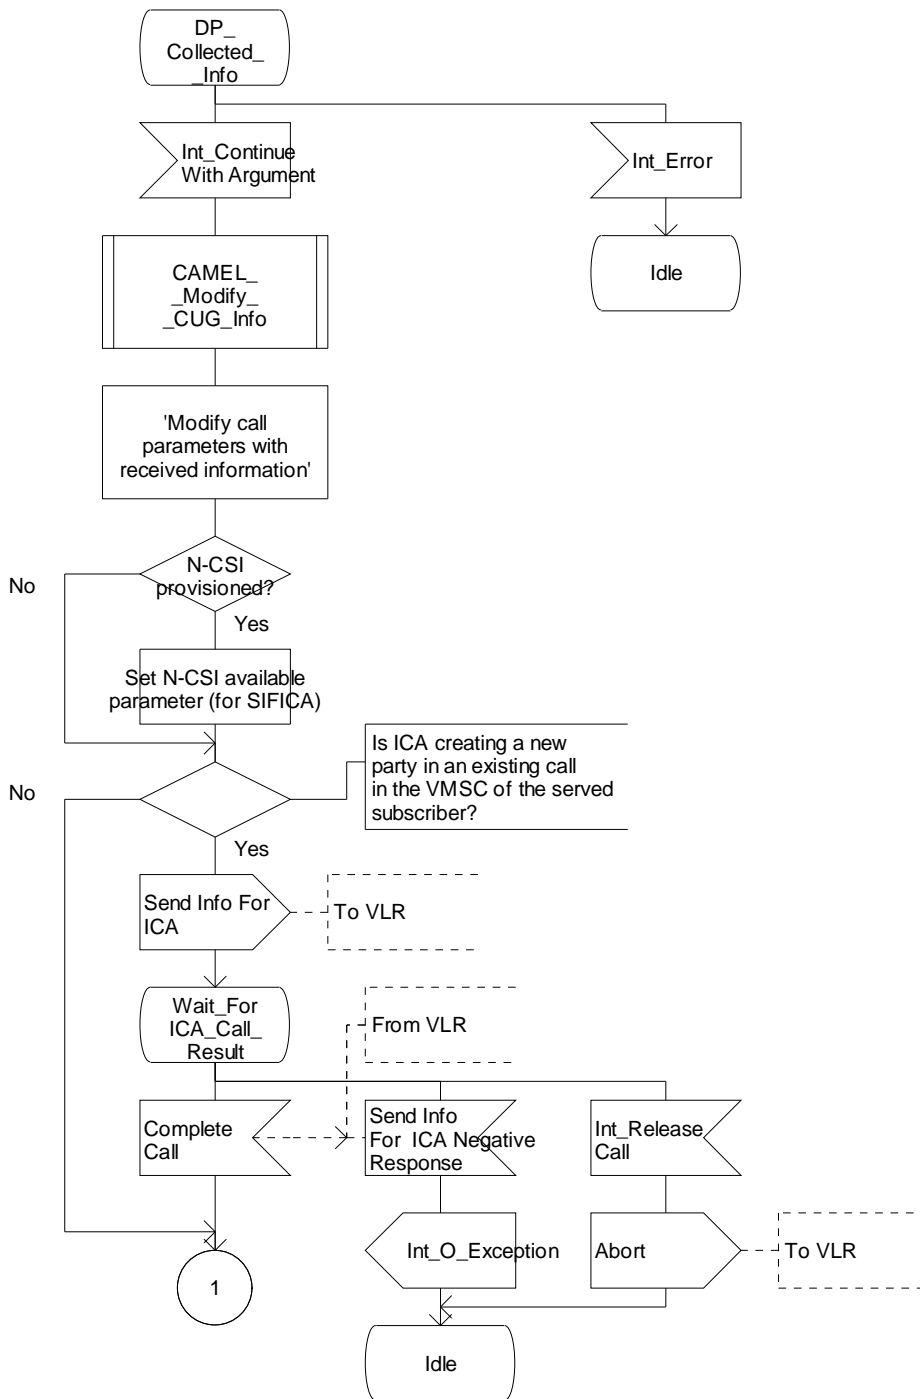 DP_
Collected_
_Info
Int_Continue
With Argument
Int_Error
CAMEL_
_Modify_
_CUG_Info
Idle
'Modify call
parameters with
received information'
N-CSI
provisioned?
No
Yes
Set N-CSI available
parameter (for SIFICA)
Is ICA creating a new
party in an existing call
in the VMSC of the served
subscriber?
No
Yes
Send Info For
ICA
To VLR
Wait_For
ICA_Call_
Result
From VLR
Complete
Call
Send Info
For ICA Negative
Response
Int_Release
Call
Int_O_Exception
Abort
To VLR
1
Idle